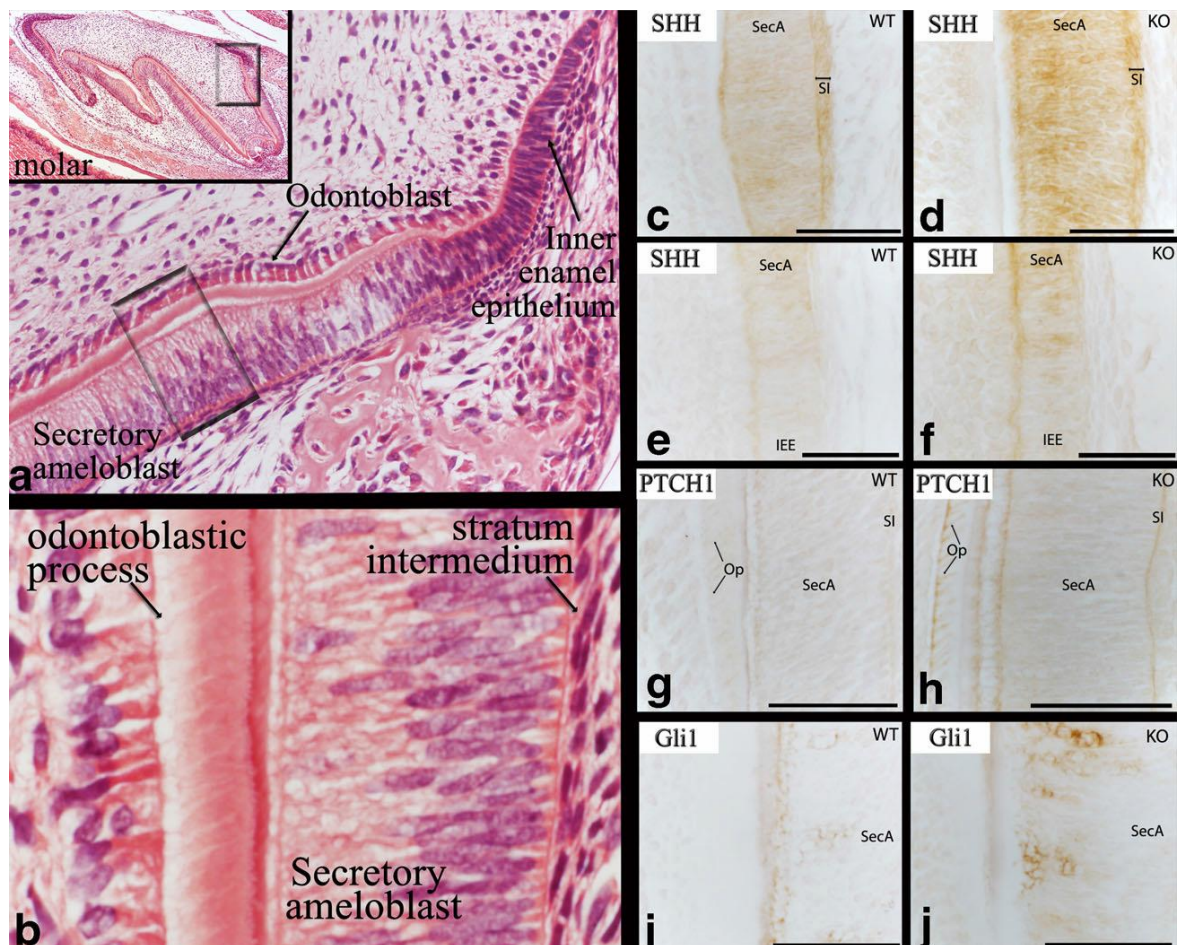 molar
Odontoblast
Inner
enamel
epithelium
Secretory
ameloblast
a
odontoblastic
process
stratum
intermedium
Secretory
ameloblast
b
SHH
SecA
WT
SI
c
SHH
SecA
KO
SI
d
SHH
SecA
WT
IEE
e
SHH
SecA
KO
IEE
f
PTCH1
WT
SI
Op
SecA
g
PTCH1
KO
SI
Op
SecA
h
Gli1
WT
SecA
i
Gli1
KO
SecA
j